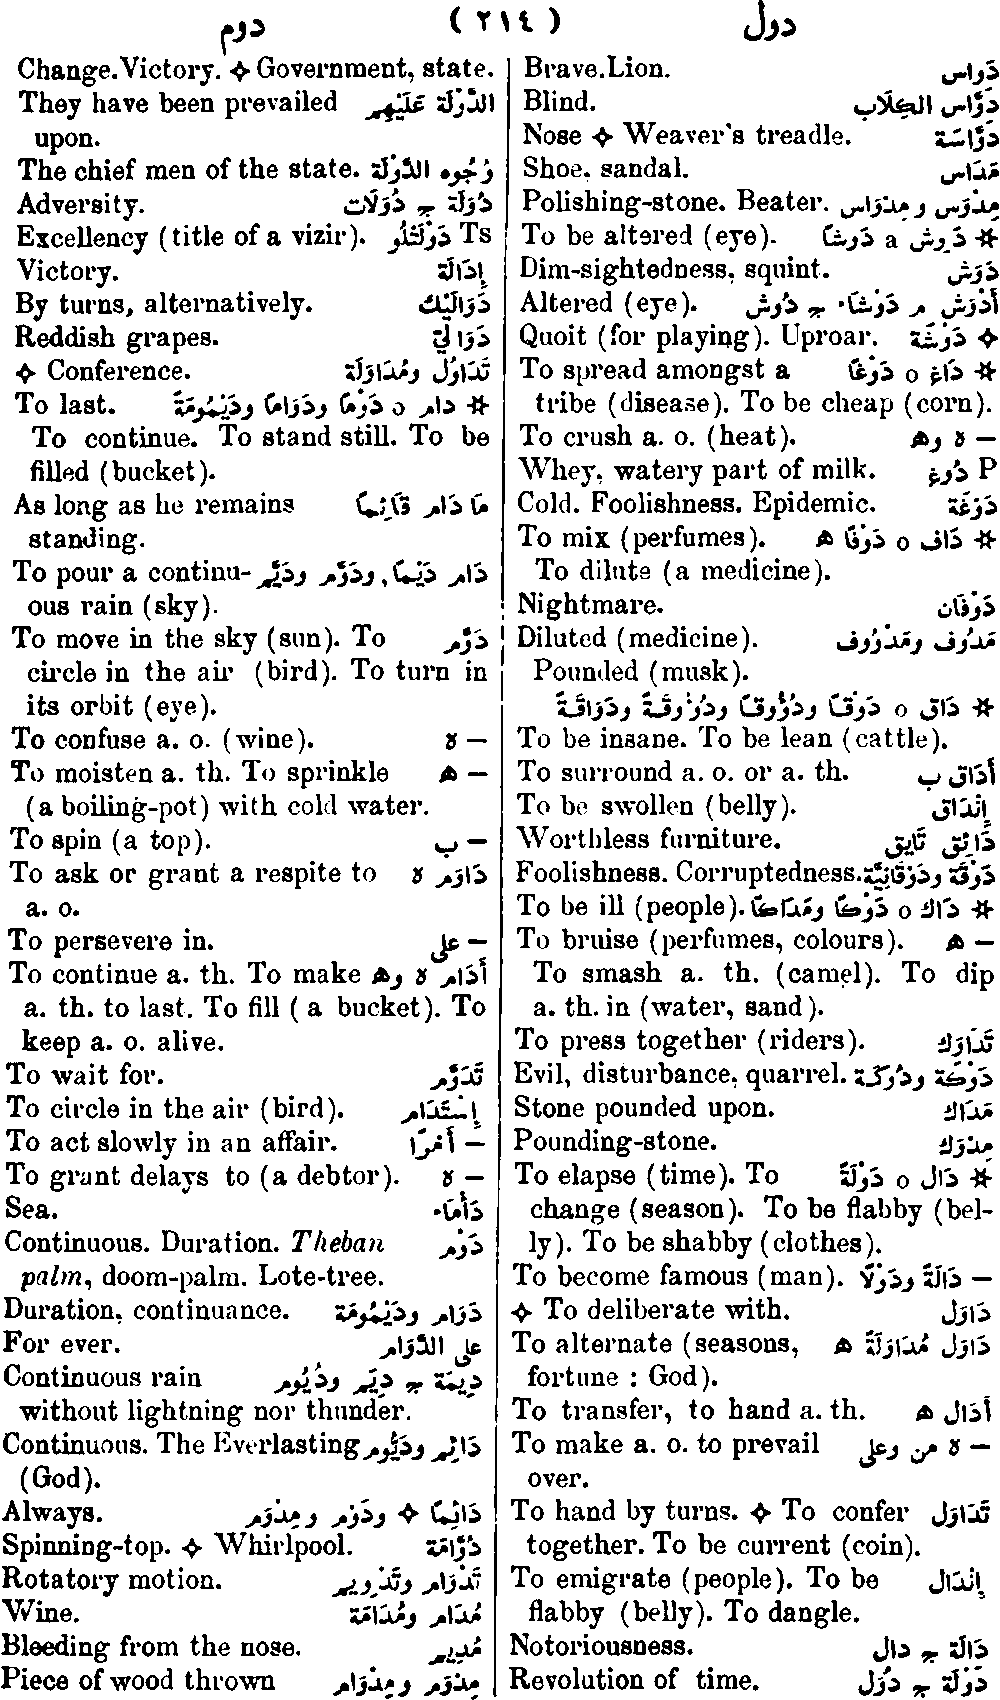 دول ( ٢١٤ ) دوم
Brave. Lion. دَوَاس
Blind. دَوَّاس الكِلَاب
Nose ✧ Weaver's treadle. دَوَّاسَة
Shoe, sandal. مَدَاس
Polishing-stone. Beater. مِدْوَس و مِدْوَاس
To be altered (eye). ☆ دَوِش a دَوَشًا
Dim-sightedness, squint. دَوَش
Altered (eye). أَدْوَش م دَوْشَاء ج دُوش
Quoit (for playing). Uproar. ✧ دَوْشَة
To spread amongst a ☆ دَاغ o دَوْغًا
tribe (disease). To be cheap (corn).
To crush a. o. (heat). — ه وه
Whey, watery part of milk. P دُوغ
Cold. Foolishness. Epidemic. دَوْغَة
To mix (perfumes). ☆ دَاف o دَوْفًا ه
To dilute (a medicine).
Nightmare. دَوْفَان
Diluted (medicine). مَدُوف ومَدْوُوف
Pounded (musk).
☆ دَاق o دَوْقًا ودُؤُوقًا ودُوُوقَةً ودَوَاقَةً
To be insane. To be lean (cattle).
To surround a. o. or a. th. أَدَاق ب
To be swollen (belly). إِنْدَاق
Worthless furniture. دَائِق تَايِق
Foolishness. Corruptedness. دَوْقَة ودَوْقَانِيَّة
To be ill (people). ☆ دَاك o دَوْكًا ومَدَاكًا
To bruise (perfumes, colours). — ه
To smash a. th. (camel). To dip
a. th. in (water, sand).
To press together (riders). تَدَاوَك
Evil, disturbance, quarrel. دَوْكَة ودُوكَة
Stone pounded upon. مَدَاك
Pounding-stone. مِدْوَك
To elapse (time). To ☆ دَال o دَوْلَةً
change (season). To be flabby (bel-
ly). To be shabby (clothes).
To become famous (man). — دَالَةً ودَوْلًا
✧ To deliberate with. دَاوَل
To alternate (seasons, دَاوَل مُدَاوَلَةً ه
fortune : God).
To transfer, to hand a. th. أَدَال ه
To make a. o. to prevail — ه من وعلى
over.
To hand by turns. ✧ To confer تَدَاوَل
together. To be current (coin).
To emigrate (people). To be إِنْدَال
flabby (belly). To dangle.
Notoriousness. دَالَة ج دال
Revolution of time. دَوْلَة ج دُوَل
Change. Victory. ✧ Government, state.
They have been prevailed الدَّوْلَة عَلَيْهِم
upon.
The chief men of the state. وُجُوه الدَّوْلَة
Adversity. دُولَة ج دُوَلَات
Excellency (title of a vizir). Ts دَوْلَتْلُو
Victory. إِدَالَة
By turns, alternatively. دَوَالَيْك
Reddish grapes. دَوَالِيّ
✧ Conference. تَدَاوُل ومُدَاوَلَة
To last. ☆ دام o دَوْمًا ودَوَامًا ودَيْمُومَةً
To continue. To stand still. To be
filled (bucket).
As long as he remains مَا دَام قَائِمًا
standing.
To pour a continu- دَام دَيْمًا, ودَوَّم ودَيَّم
ous rain (sky).
To move in the sky (sun). To دَوَّم
circle in the air (bird). To turn in
its orbit (eye).
To confuse a. o. (wine). — ه
To moisten a. th. To sprinkle — ه
(a boiling-pot) with cold water.
To spin (a top). — ب
To ask or grant a respite to دَاوَم ه
a. o.
To persevere in. — على
To continue a. th. To make أَدَام ه وه
a. th. to last. To fill ( a bucket). To
keep a. o. alive.
To wait for. تَدَوَّم
To circle in the air (bird). إِسْتَدَام
To act slowly in an affair. — أَمْرًا
To grant delays to (a debtor). — ه
Sea. دَأْمَاء
Continuous. Duration. Theban دَوْم
palm, doom-palm. Lote-tree.
Duration, continuance. دَوَام ودَيْمُومَة
For ever. على الدَّوَام
Continuous rain دِيمَة ج دِيَم ودُيُوم
without lightning nor thunder.
Continuous. The Everlasting دَائِم ودَيُّوم
(God).
Always. دَائِمًا ✧ ودَوْم ومِدْوَم
Spinning-top. ✧ Whirlpool. دُوَّامَة
Rotatory motion. تَدْوَام وتَدْوِيم
Wine. مُدَام ومُدَامَة
Bleeding from the nose. مُدِيم
Piece of wood thrown مِدْوَم ومِدْوَام